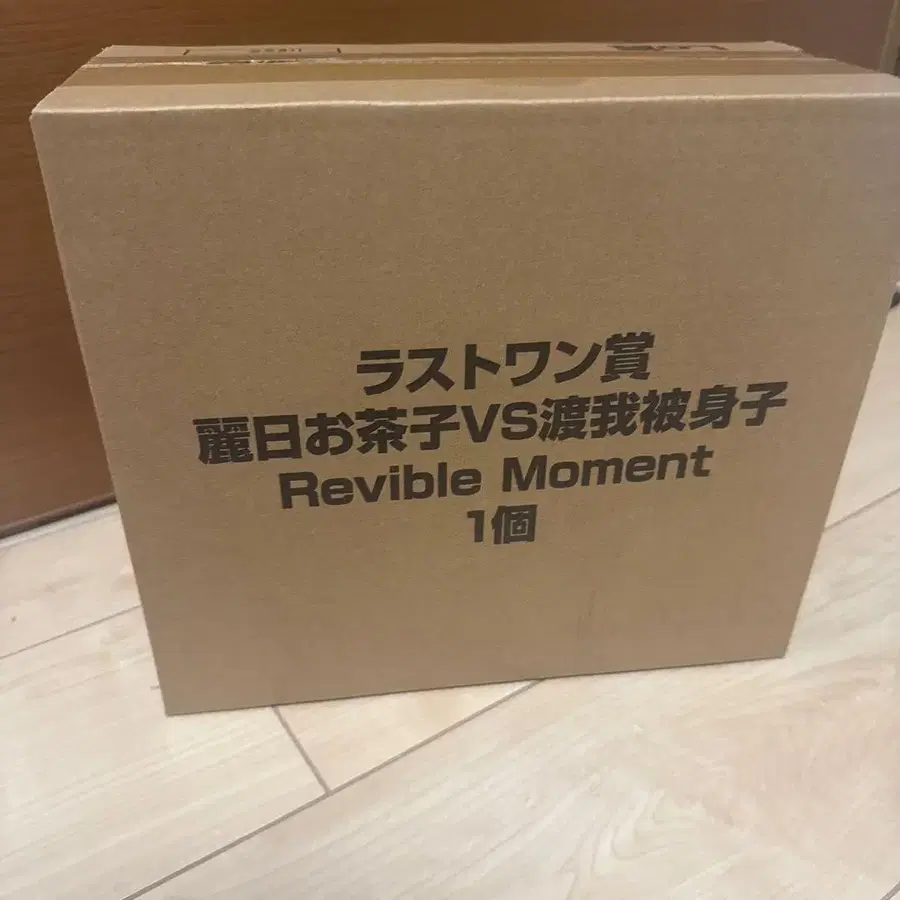 ラストワン賞
麗日お茶子VS渡我被身子
Revible Moment
1個